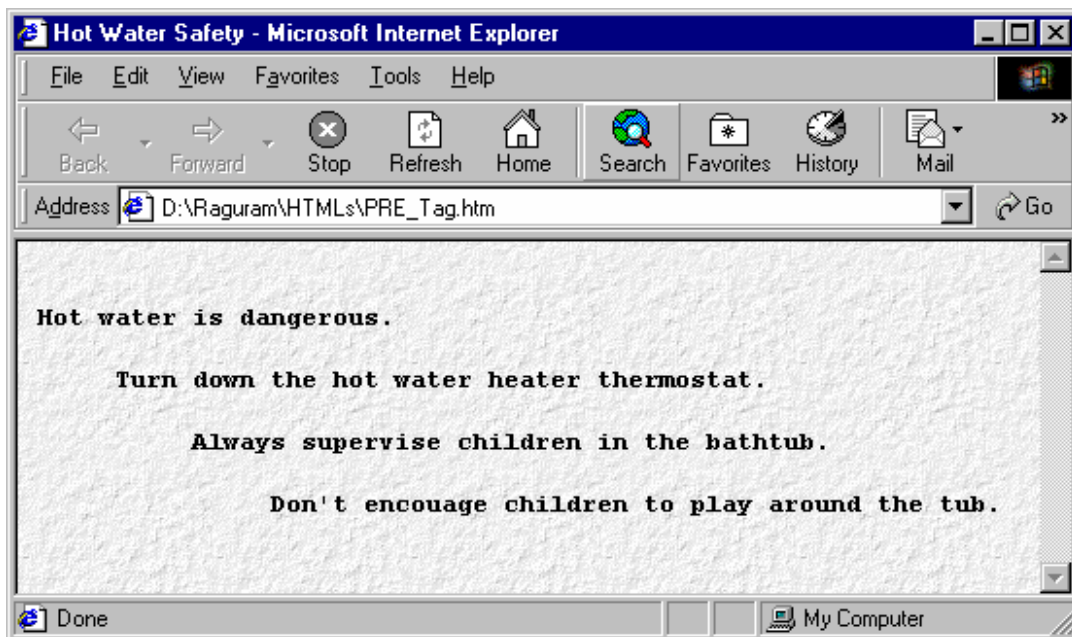 Hot Water Safety - Microsoft Internet Explorer
File Edit View Favorites Tools Help
Back Forward Stop Refresh Home Search Favorites History Mail »
Address D:\Raguram\HTMLs\PRE_Tag.htm Go
Hot water is dangerous.
Turn down the hot water heater thermostat.
Always supervise children in the bathtub.
Don't encouage children to play around the tub.
Done My Computer